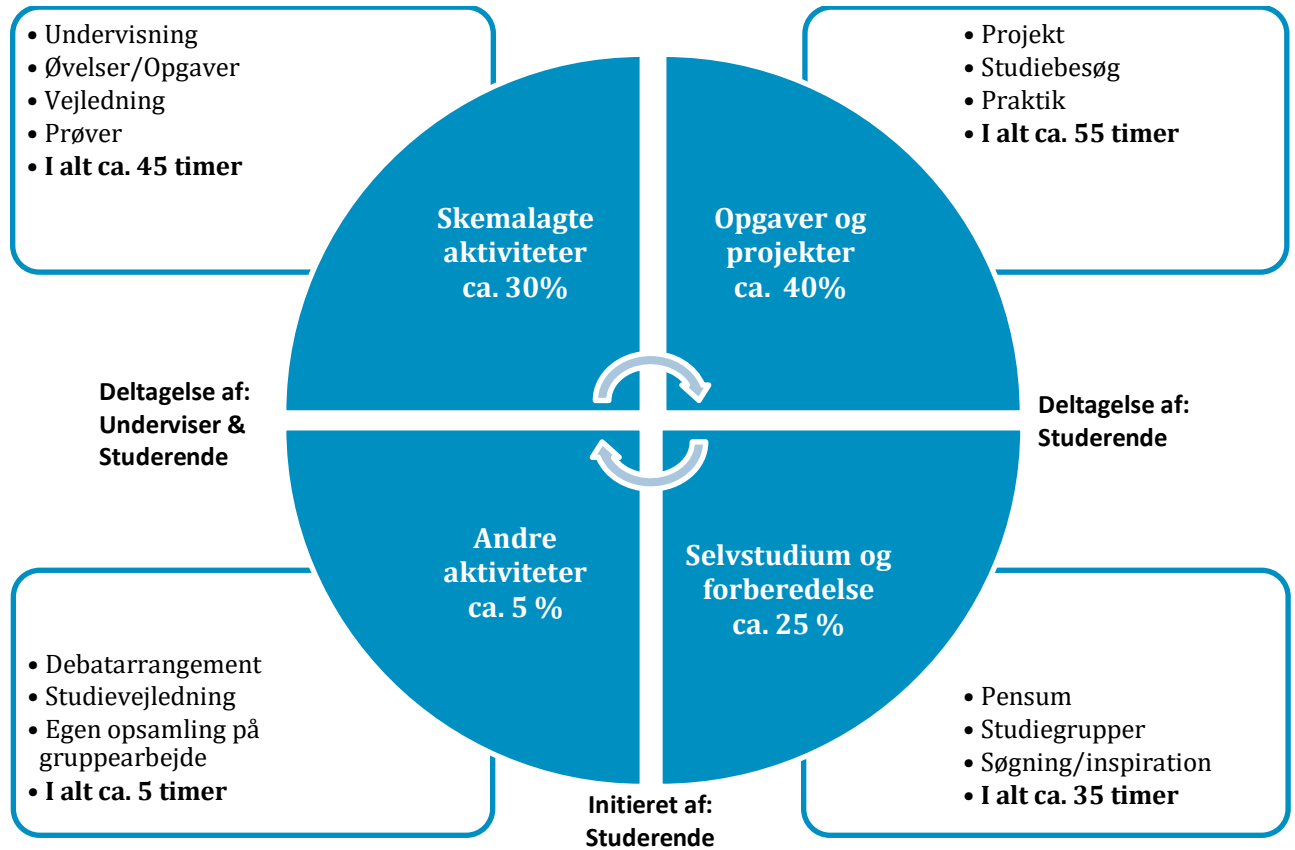 • Undervisning
• Øvelser/Opgaver
• Vejledning
• Prøver
• I alt ca. 45 timer
• Projekt
• Studiebesøg
• Praktik
• I alt ca. 55 timer
Skemalagte
aktiviteter
ca. 30%
Opgaver og
projekter
ca. 40%
Deltagelse af:
Underviser &
Studerende
Deltagelse af:
Studerende
Andre
aktiviteter
ca. 5 %
Selvstudium og
forberedelse
ca. 25 %
• Debatarrangement
• Studievejledning
• Egen opsamling på
gruppearbejde
• I alt ca. 5 timer
• Pensum
• Studiegrupper
• Søgning/inspiration
• I alt ca. 35 timer
Initieret af:
Studerende